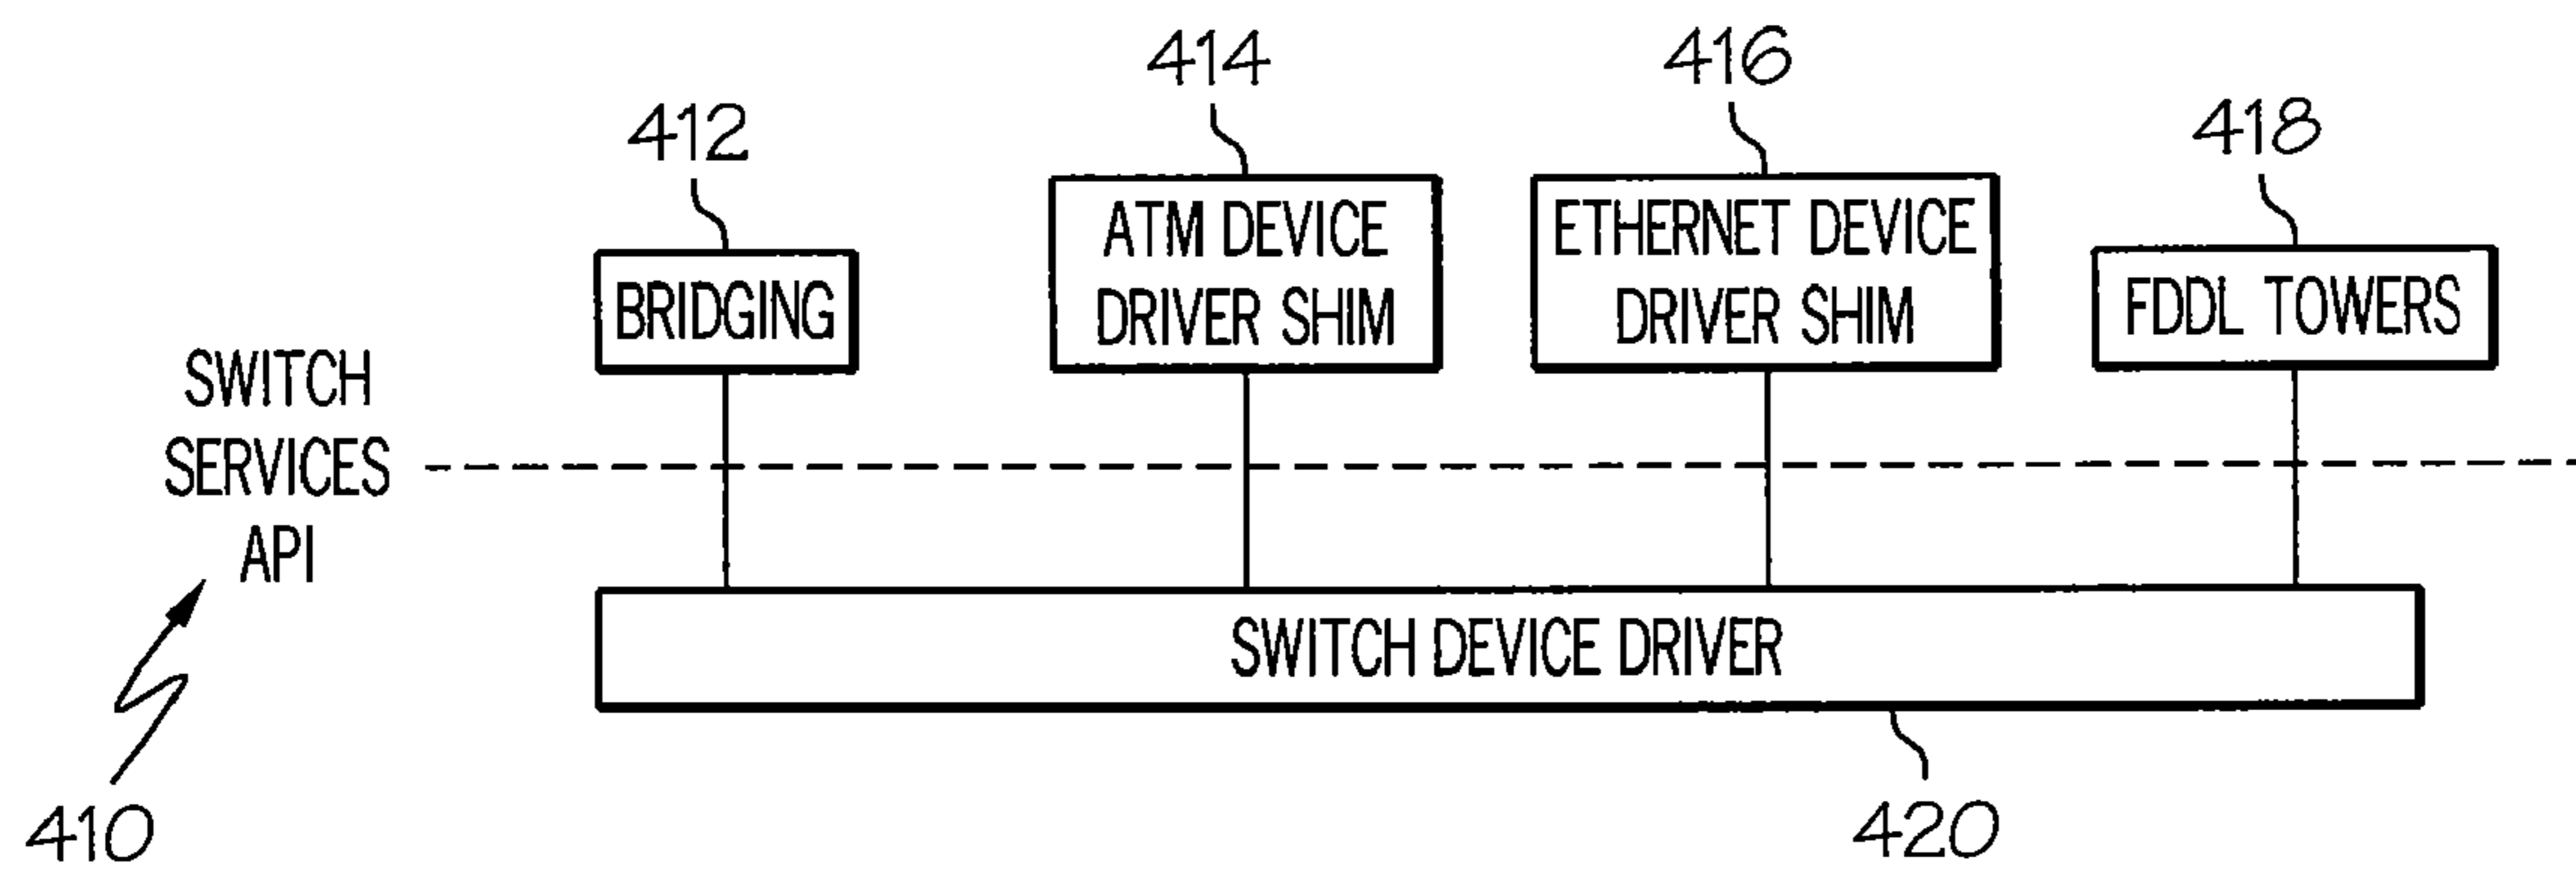 414
416
412
418
ATM DEVICE
DRIVER SHIM
ETHERNET DEVICE
DRIVER SHIM
BRIDGING
FDDL TOWERS
SWITCH
SERVICES
API
SWITCH DEVICE DRIVER
410
420